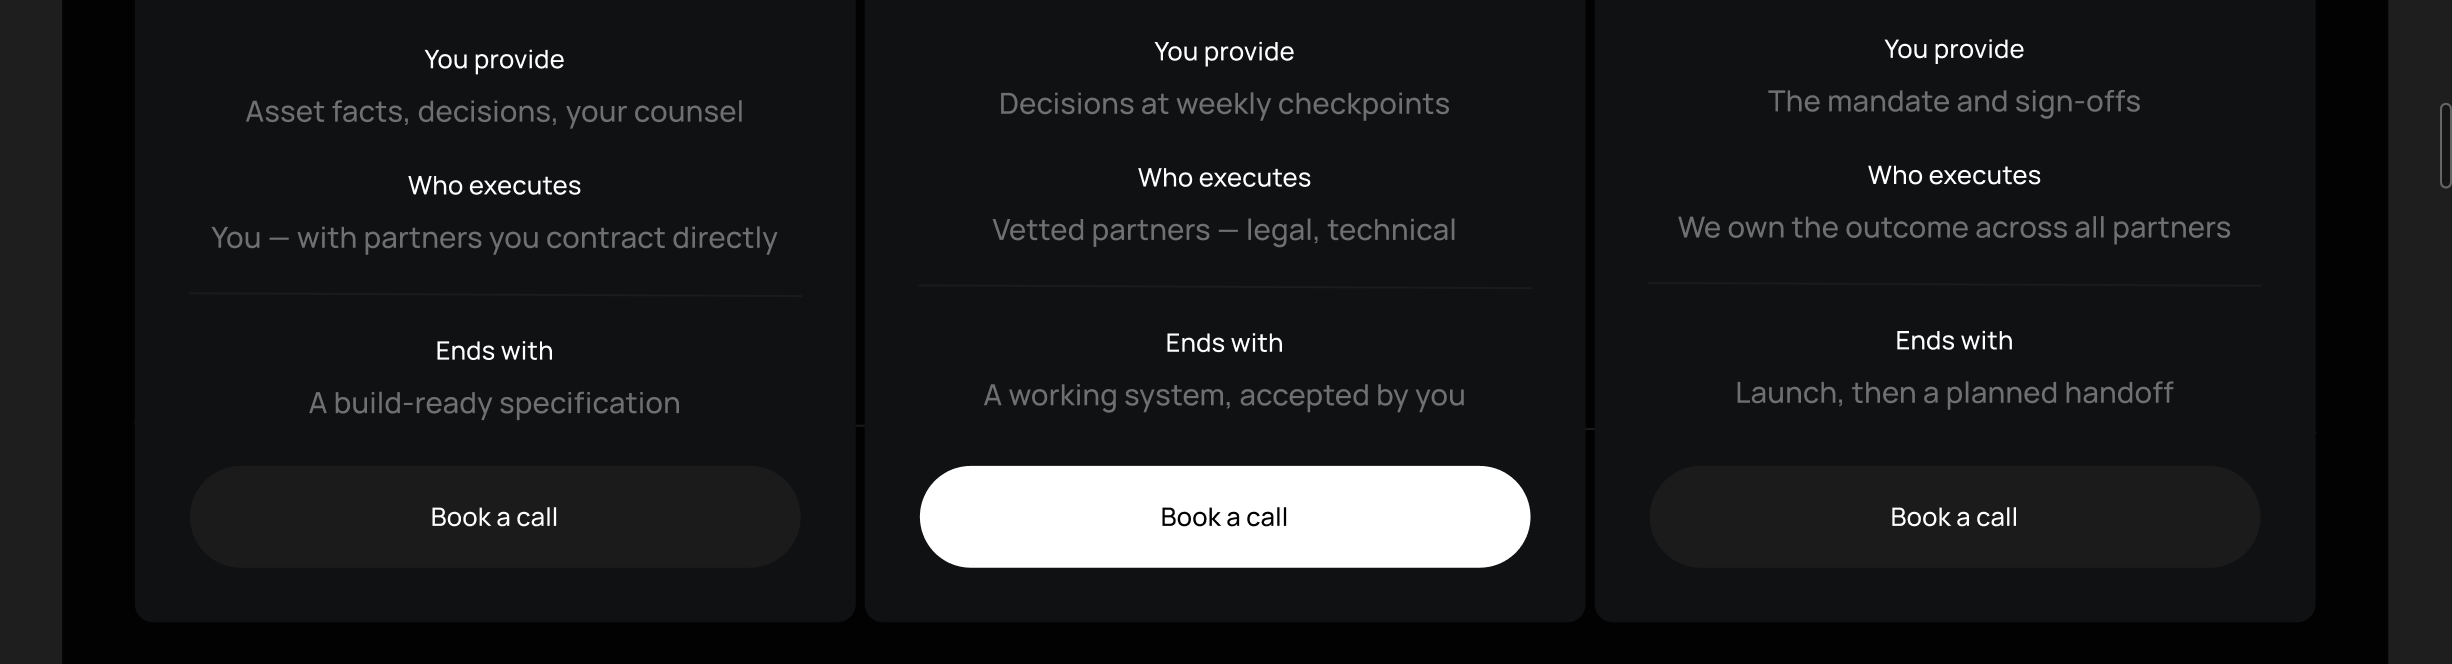 You provide
Asset facts, decisions, your counsel
Who executes
You — with partners you contract directly
Ends with
A build-ready specification
Book a call
You provide
Decisions at weekly checkpoints
Who executes
Vetted partners — legal, technical
Ends with
A working system, accepted by you
Book a call
You provide
The mandate and sign-offs
Who executes
We own the outcome across all partners
Ends with
Launch, then a planned handoff
Book a call